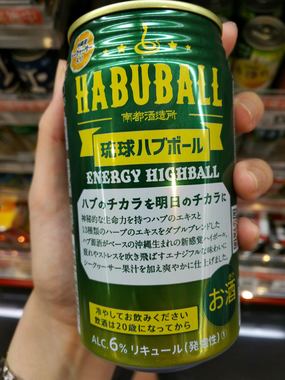 HABUBALL
南都酒造所
琉球ハブボール
ENERGY HIGHBALL
ハブのチカラを明日のチカラに
神秘的な生命力を持つハブのエキスと
13種類のハーブのエキスをダブルブレンドした
ハブ源酒がベースの沖縄生まれの新感覚ハイボール。
疲れやストレスを吹き飛ばすエナジフルな味わいに
シークヮーサー果汁を加え爽やかに仕上げました。
お酒
冷やしてお飲みください
飲酒は20歳になってから
ALC.6% リキュール(発泡性)①